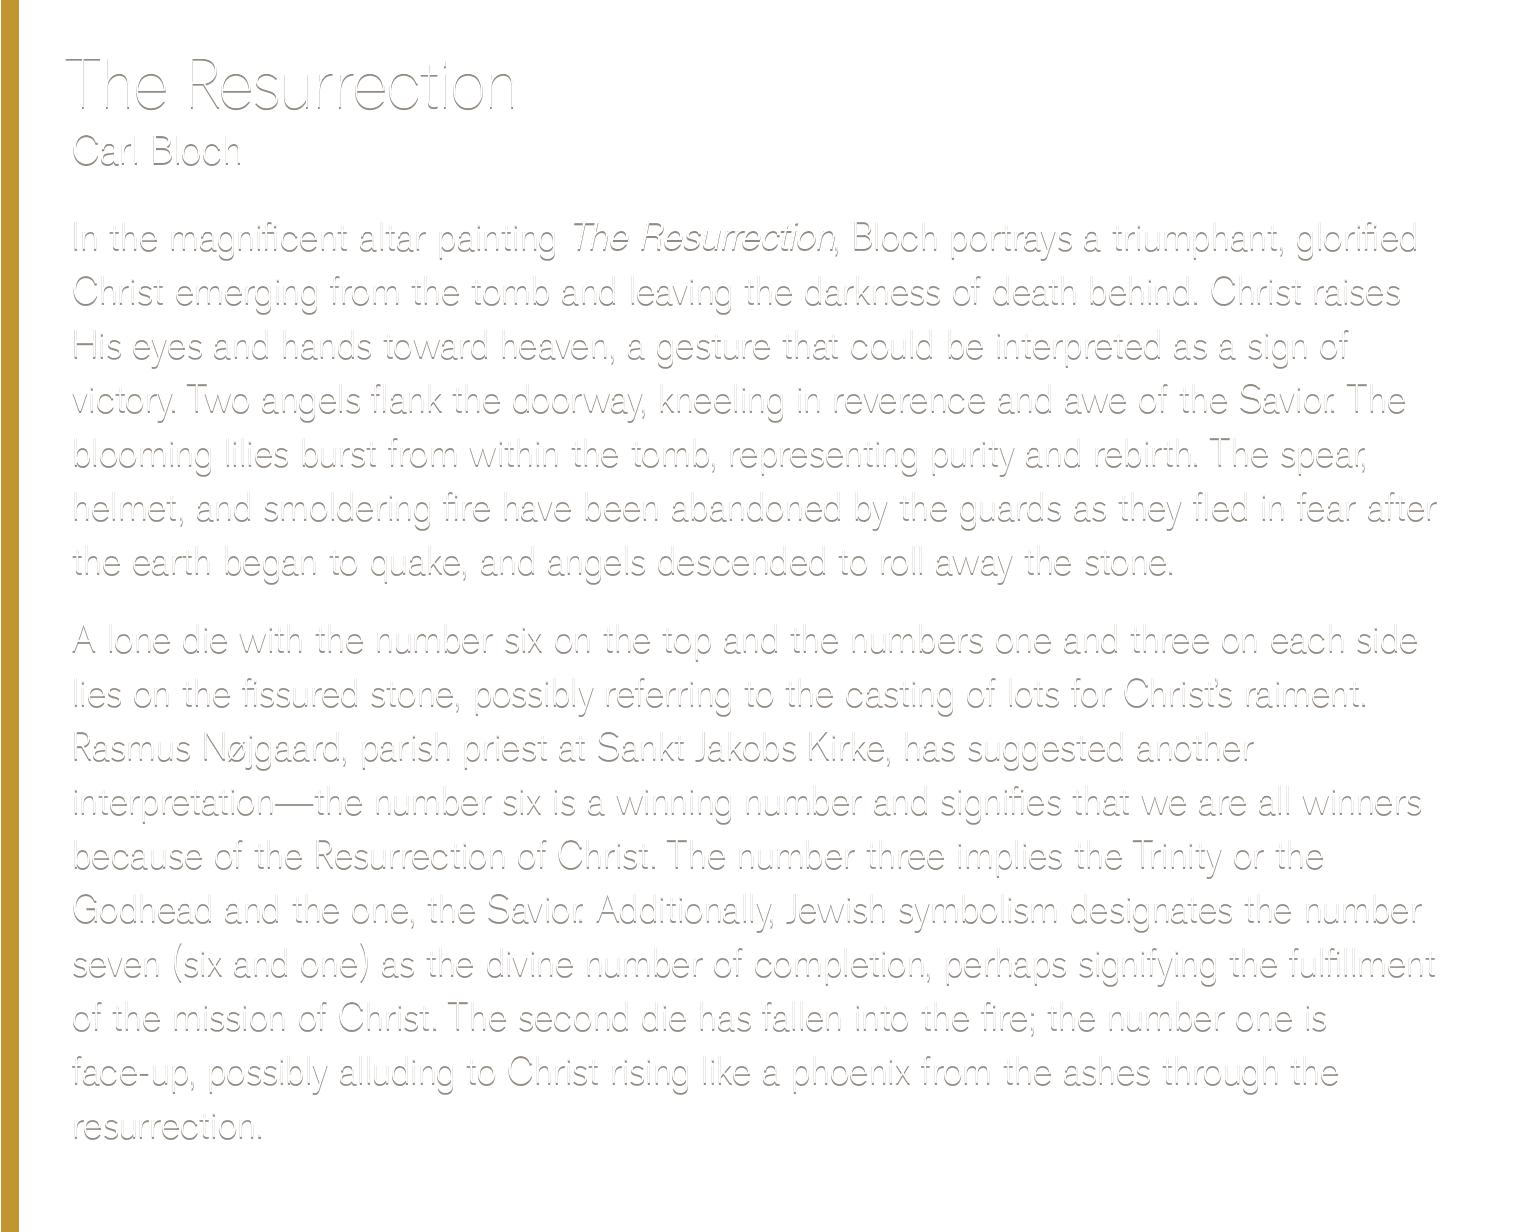 The Resurrection
Carl Bloch
In the magnificent altar painting The Resurrection, Bloch portrays a triumphant, glorified
Christ emerging from the tomb and leaving the darkness of death behind. Christ raises
His eyes and hands toward heaven, a gesture that could be interpreted as a sign of
victory. Two angels flank the doorway, kneeling in reverence and awe of the Savior. The
blooming lilies burst from within the tomb, representing purity and rebirth. The spear,
helmet, and smoldering fire have been abandoned by the guards as they fled in fear after
the earth began to quake, and angels descended to roll away the stone.
A lone die with the number six on the top and the numbers one and three on each side
lies on the fissured stone, possibly referring to the casting of lots for Christ’s raiment.
Rasmus Nøjgaard, parish priest at Sankt Jakobs Kirke, has suggested another
interpretation—the number six is a winning number and signifies that we are all winners
because of the Resurrection of Christ. The number three implies the Trinity or the
Godhead and the one, the Savior. Additionally, Jewish symbolism designates the number
seven (six and one) as the divine number of completion, perhaps signifying the fulfillment
of the mission of Christ. The second die has fallen into the fire; the number one is
face-up, possibly alluding to Christ rising like a phoenix from the ashes through the
resurrection.